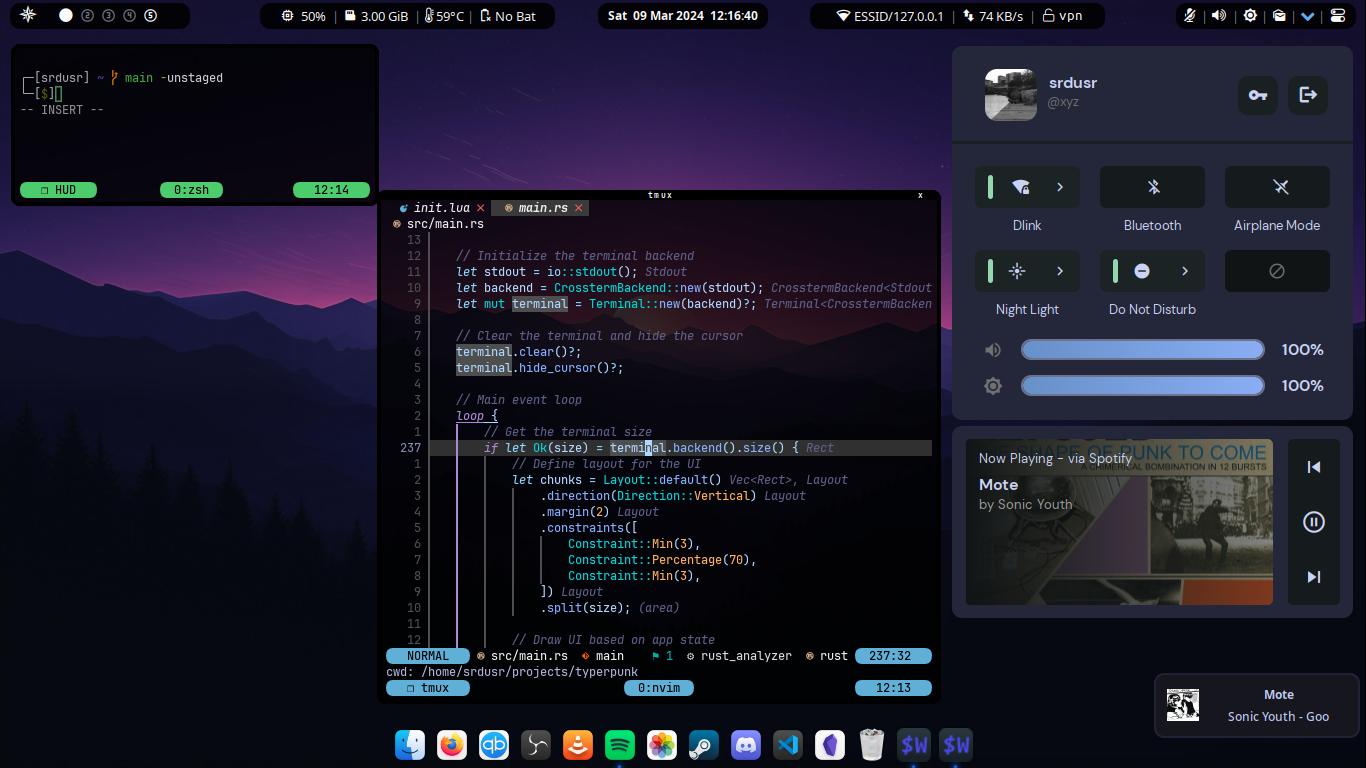 2 3 4 5
50% | 3.00 GiB | 59°C | No Bat
Sat 09 Mar 2024 12:16:40
ESSID/127.0.0.1 | 74 KB/s | vpn
[srdusr] ~ main -unstaged
[$]
-- INSERT --
HUD
0:zsh
12:14
tmux
x
init.lua ✕ main.rs ✕
src/main.rs
13
12 // Initialize the terminal backend
11 let stdout = io::stdout(); Stdout
10 let backend = CrosstermBackend::new(stdout); CrosstermBackend<Stdout
9 let mut terminal = Terminal::new(backend)?; Terminal<CrosstermBacken
8
7 // Clear the terminal and hide the cursor
6 terminal.clear()?;
5 terminal.hide_cursor()?;
4
3 // Main event loop
2 loop {
1 // Get the terminal size
237 if let Ok(size) = terminal.backend().size() { Rect
1 // Define layout for the UI
2 let chunks = Layout::default() Vec<Rect>, Layout
3 .direction(Direction::Vertical) Layout
4 .margin(2) Layout
5 .constraints([
6 Constraint::Min(3),
7 Constraint::Percentage(70),
8 Constraint::Min(3),
9 ]) Layout
10 .split(size); (area)
11
12 // Draw UI based on app state
NORMAL src/main.rs main 1 rust_analyzer rust 237:32
cwd: /home/srdusr/projects/typerpunk
tmux
0:nvim
12:13
srdusr
@xyz
Dlink
Bluetooth
Airplane Mode
Night Light
Do Not Disturb
100%
100%
SHAPE OF PUNK TO COME
A CHIMERICAL BOMBINATION IN 12 BURSTS
Now Playing - via Spotify
Mote
by Sonic Youth
Mote
Sonic Youth - Goo
qb
$W
$W